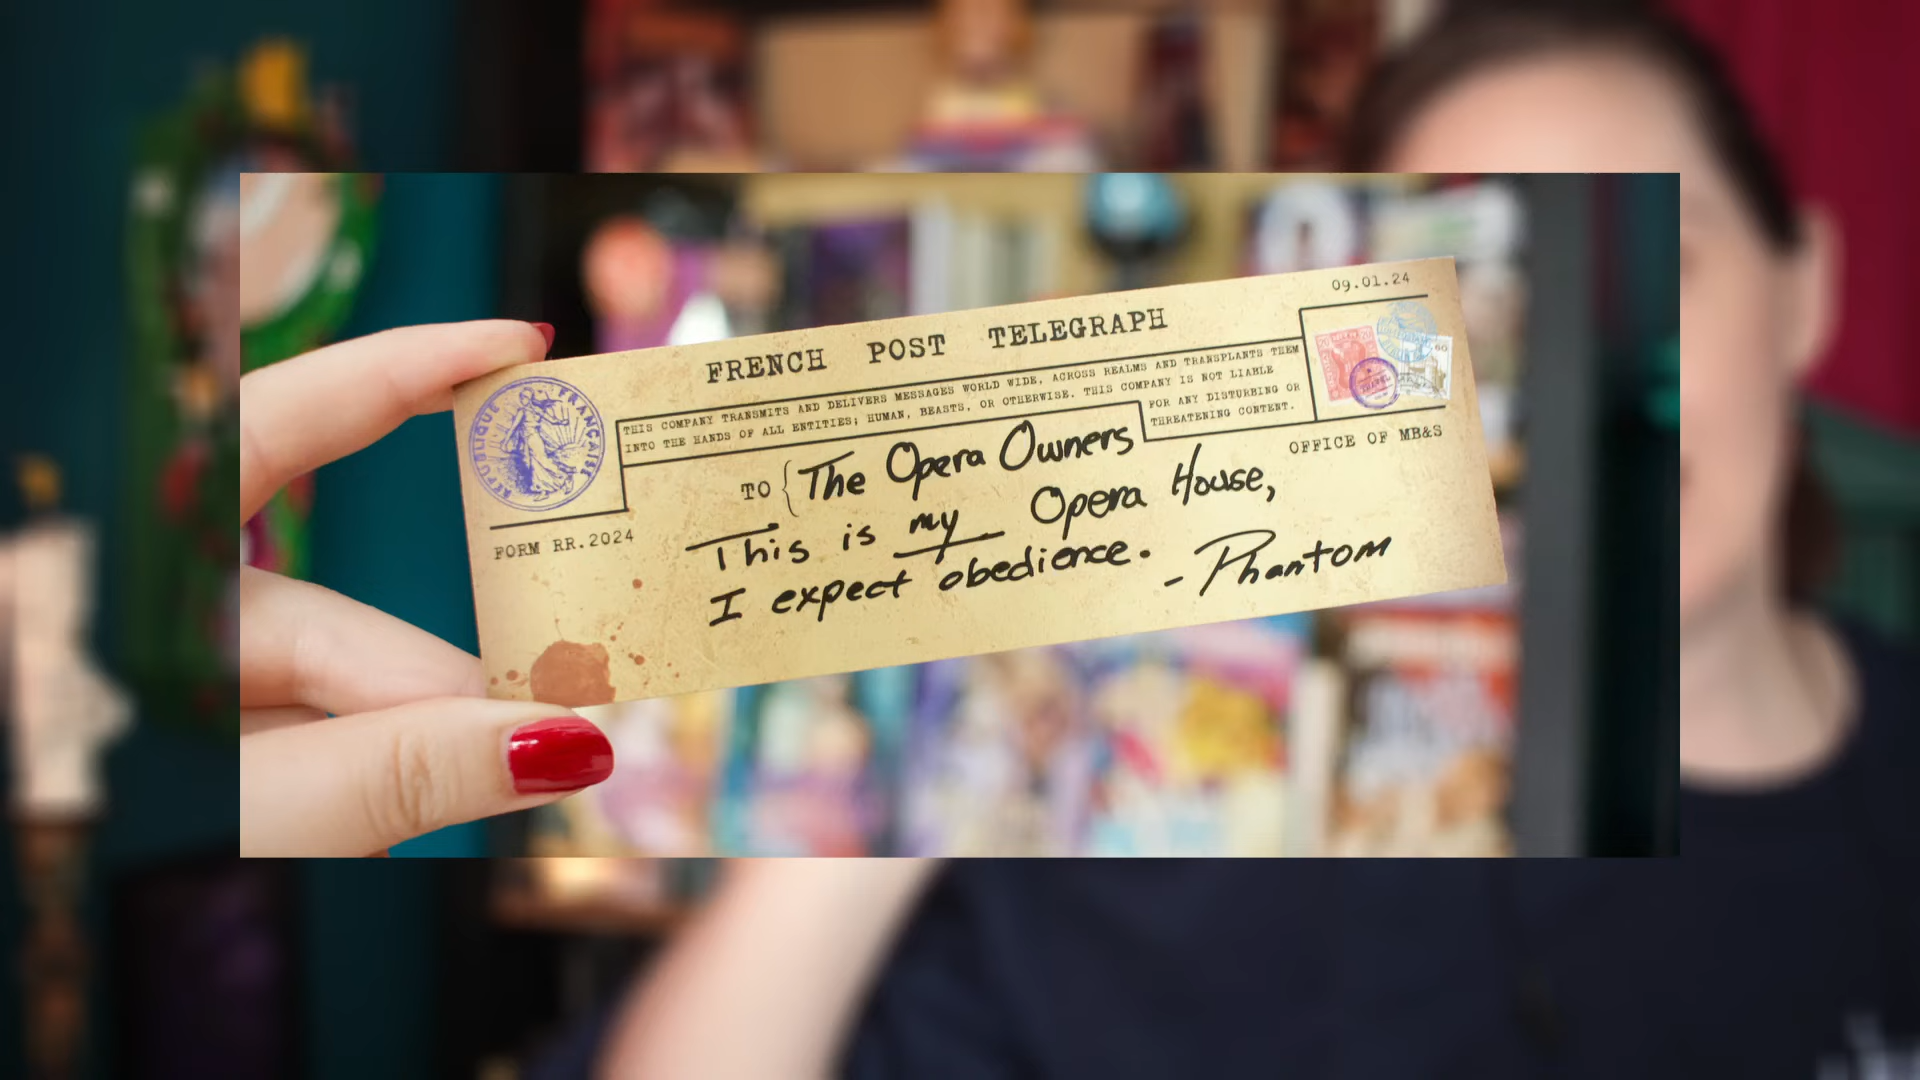 09.01.24
FRENCH POST TELEGRAPH
THIS COMPANY TRANSMITS AND DELIVERS MESSAGES WORLD WIDE, ACROSS REALMS AND TRANSPLANTS THEM
INTO THE HANDS OF ALL ENTITIES; HUMAN, BEASTS, OR OTHERWISE. THIS COMPANY IS NOT LIABLE
FOR ANY DISTURBING OR
THREATENING CONTENT.
REPUBLIQUE FRANÇAISE
OFFICE OF MB&S
TO { The Opera Owners
FORM RR.2024
This is my Opera House,
I expect obedience.
- Phantom